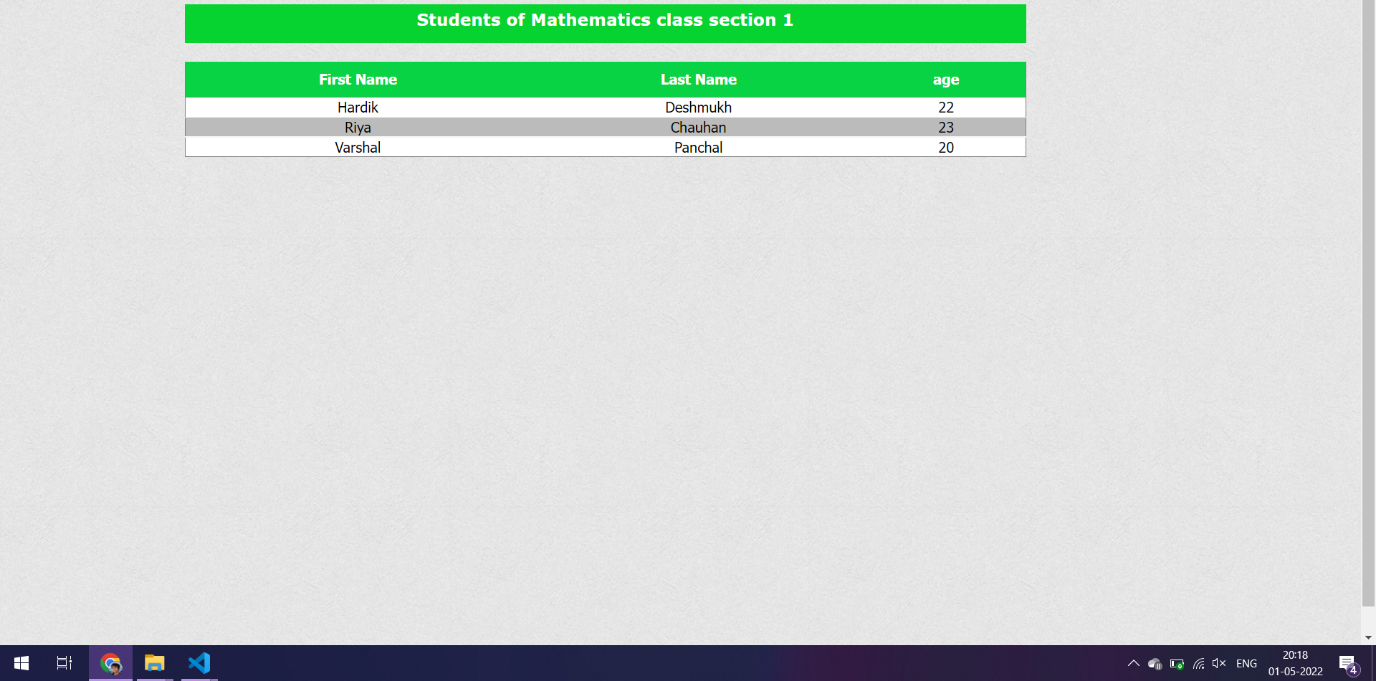 Students of Mathematics class section 1
First Name Last Name age
Hardik Deshmukh 22
Riya Chauhan 23
Varshal Panchal 20
ENG
20:18
01-05-2022
4